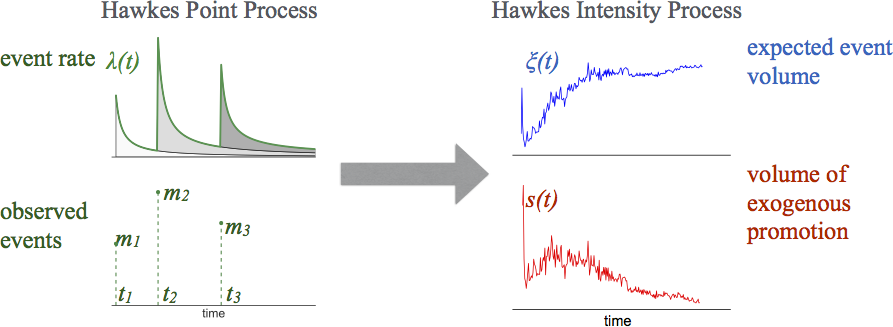 Hawkes Point Process
event rate λ(t)
observed
events
m1
m2
m3
t1 t2 t3
time
Hawkes Intensity Process
ξ(t)
expected event
volume
s(t)
volume of
exogenous
promotion
time